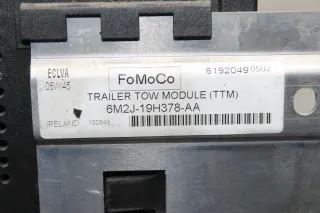 ECLVA
06W45
FoMoCo
6192049 0502
TRAILER TOW MODULE (TTM)
6M2J-19H378-AA
IRELAND 100846